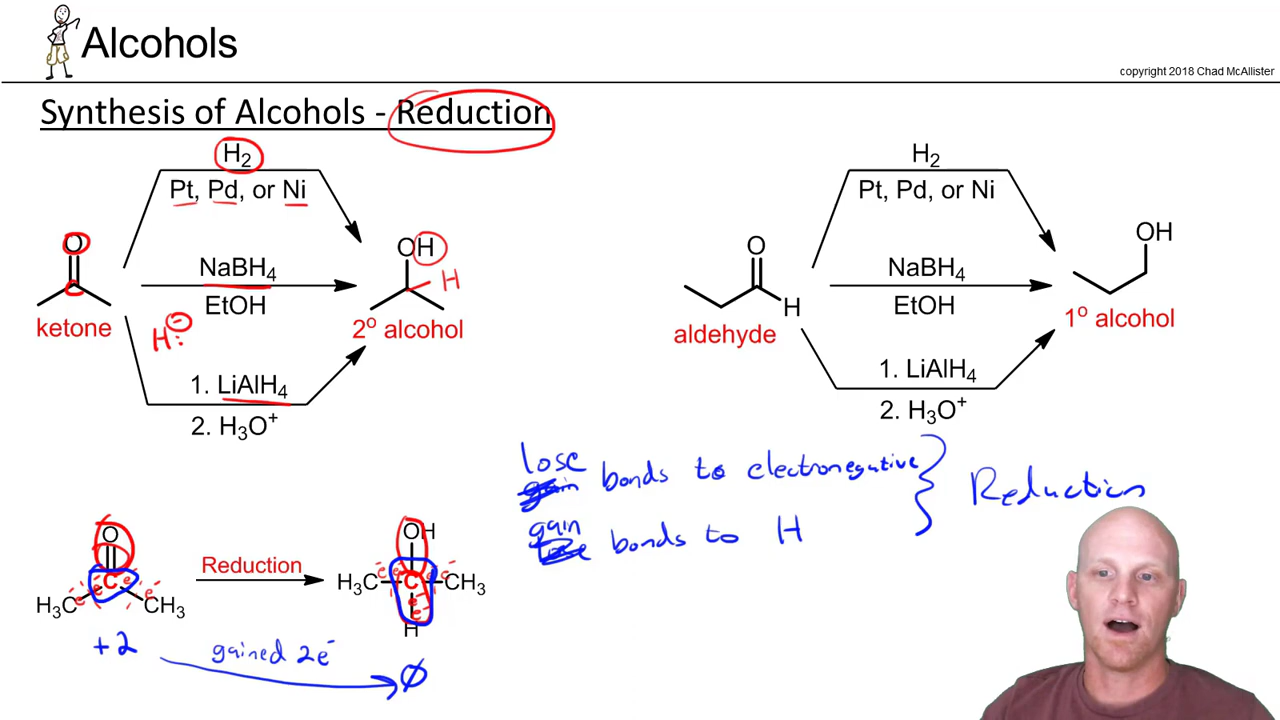 Alcohols
copyright 2018 Chad McAllister
Synthesis of Alcohols - Reduction
H2
Pt, Pd, or Ni
O
ketone
NaBH4
EtOH
H:⊖
OH
H
2º alcohol
1. LiAlH4
2. H3O+
H2
Pt, Pd, or Ni
O
H
aldehyde
NaBH4
EtOH
OH
1º alcohol
1. LiAlH4
2. H3O+
lose bonds to electronegative
gain bonds to H
Reduction
O
C
H3C
CH3
e- e e e-
+2
Reduction
gained 2e-
OH
H3C C CH3
e- e e e-
e
e
H
Ø